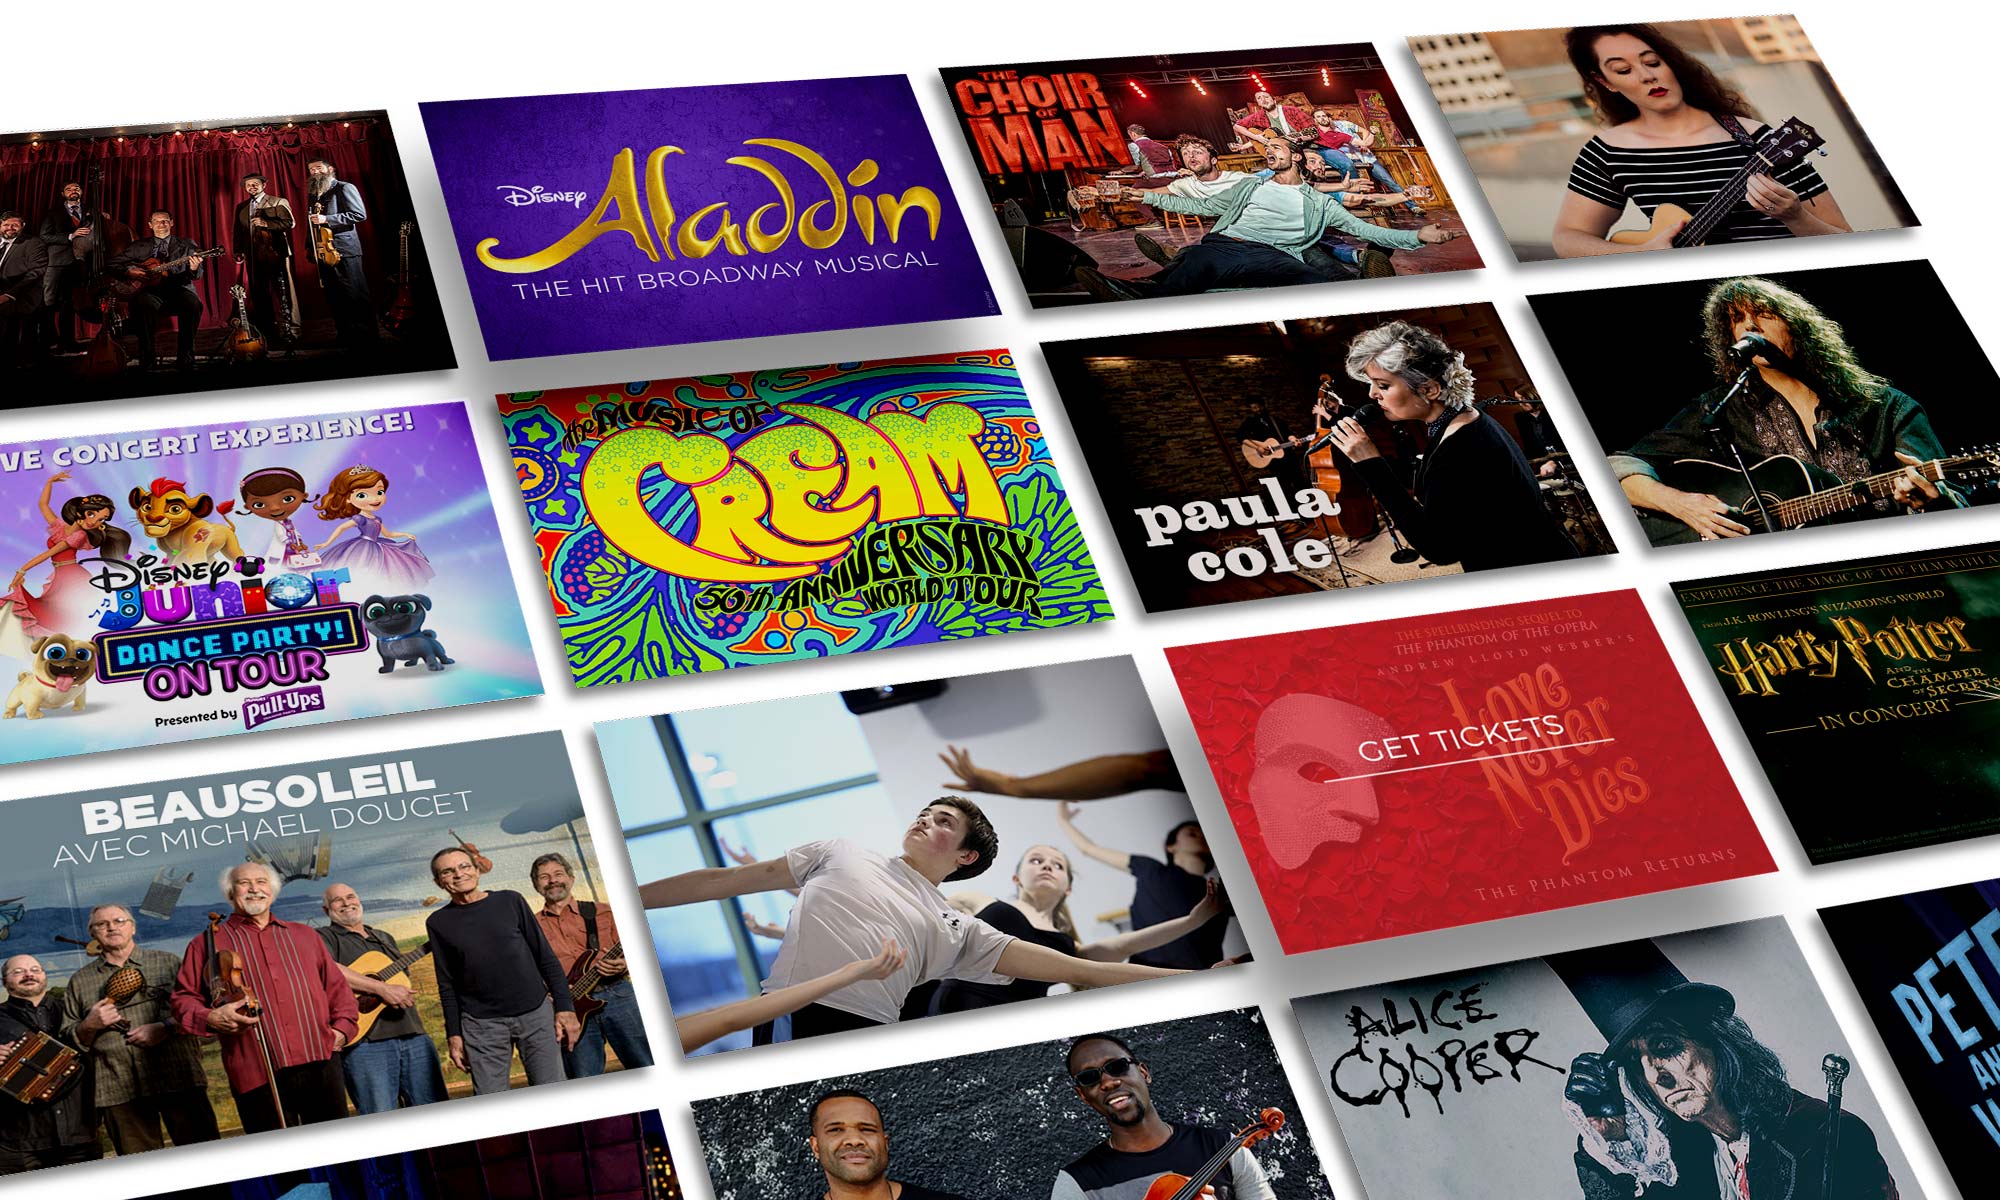 Disney
Aladdin
THE HIT BROADWAY MUSICAL
THE
CHOIR
OF
MAN
VE CONCERT EXPERIENCE!
Disney
Junior
DANCE PARTY!
ON TOUR
Presented by Pull-Ups
the MUSIC OF
CREAM
50th ANNIVERSARY
WORLD TOUR
paula
cole
THE SPELLBINDING SEQUEL TO
THE PHANTOM OF THE OPERA
ANDREW LLOYD WEBBER'S
Love
Never
Dies
GET TICKETS
THE PHANTOM RETURNS
EXPERIENCE THE MAGIC OF THE FILM WITH A
FROM J.K. ROWLING'S WIZARDING WORLD
Harry Potter
AND THE
CHAMBER
OF SECRETS
IN CONCERT
BEAUSOLEIL
AVEC MICHAEL DOUCET
ALICE
COOPER
PET